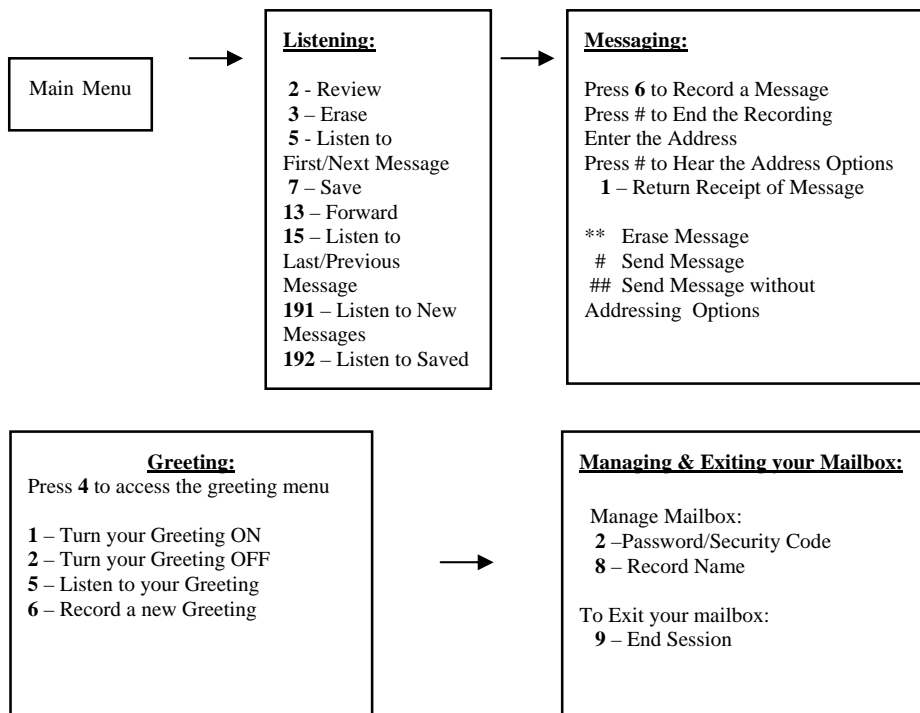 Main Menu
Listening:
2 - Review
3 – Erase
5 - Listen to
First/Next Message
7 – Save
13 – Forward
15 – Listen to
Last/Previous
Message
191 – Listen to New
Messages
192 – Listen to Saved
Messaging:
Press 6 to Record a Message
Press # to End the Recording
Enter the Address
Press # to Hear the Address Options
1 – Return Receipt of Message
** Erase Message
# Send Message
## Send Message without
Addressing Options
Greeting:
Press 4 to access the greeting menu
1 – Turn your Greeting ON
2 – Turn your Greeting OFF
5 – Listen to your Greeting
6 – Record a new Greeting
Managing & Exiting your Mailbox:
Manage Mailbox:
2 –Password/Security Code
8 – Record Name
To Exit your mailbox:
9 – End Session